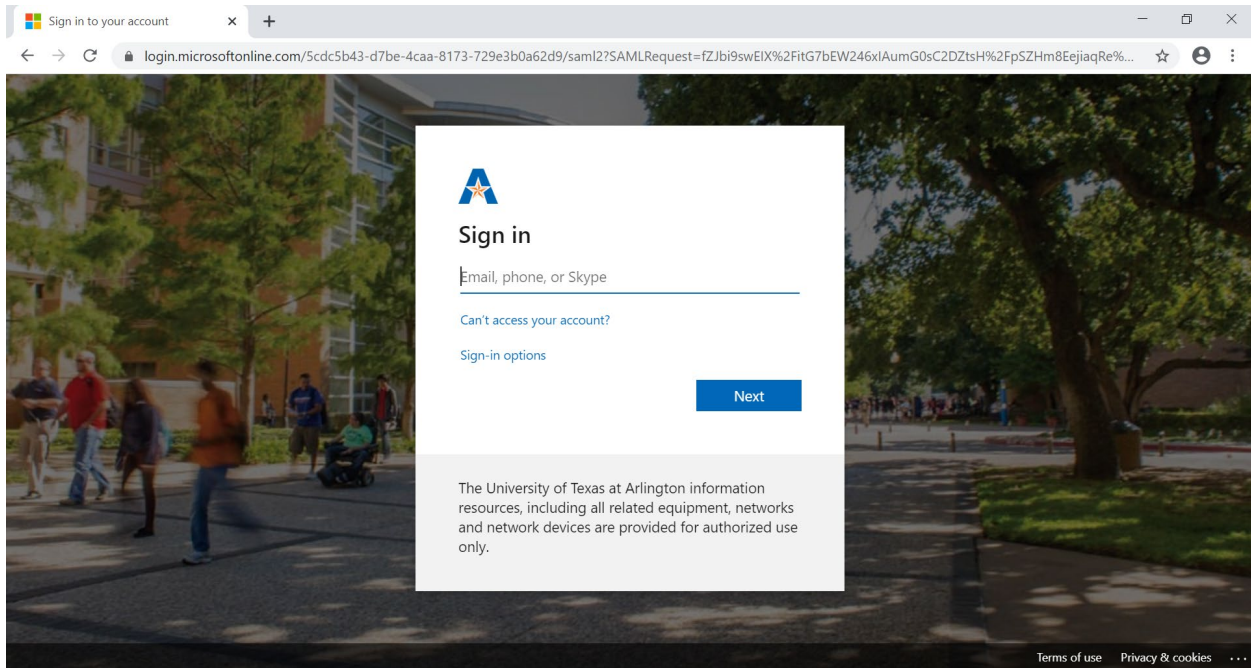 Sign in to your account
login.microsoftonline.com/5cdc5b43-d7be-4caa-8173-729e3b0a62d9/saml2?SAMLRequest=fZJbi9swEIX%2FitG7bEW246xIAumG0sC2DZtsH%2FpSZHm8EejiaqRe%...
Sign in
Email, phone, or Skype
Can't access your account?
Sign-in options
Next
The University of Texas at Arlington information
resources, including all related equipment, networks
and network devices are provided for authorized use
only.
Terms of use Privacy & cookies ...